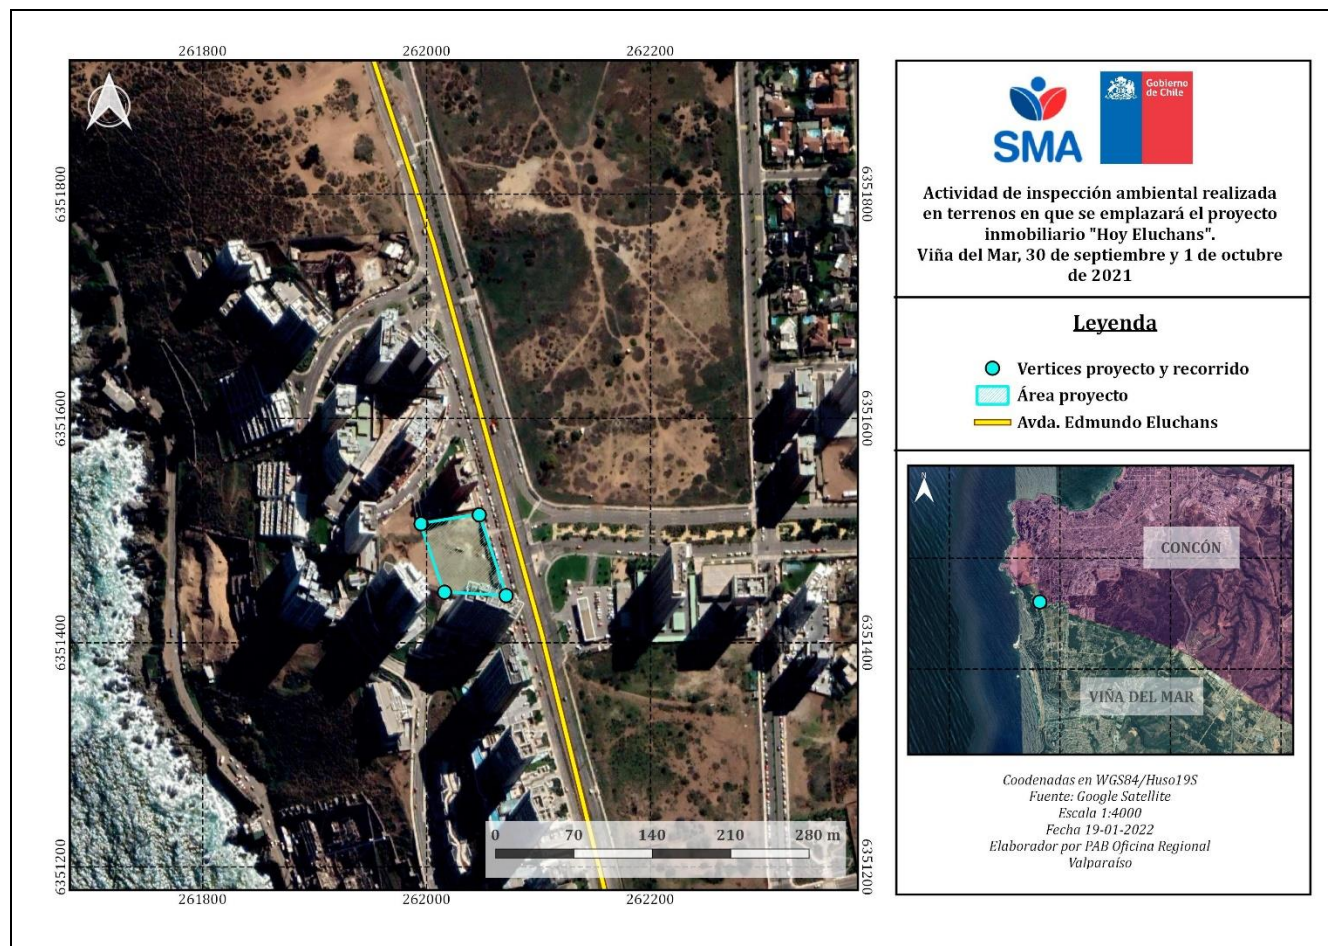 261800
262000
262200
6351800
6351600
6351400
6351200
6351800
6351600
6351400
6351200
0 70 140 210 280 m
261800
262000
262200
SMA
Gobierno
de Chile
Actividad de inspección ambiental realizada
en terrenos en que se emplazará el proyecto
inmobiliario "Hoy Eluchans".
Viña del Mar, 30 de septiembre y 1 de octubre
de 2021
Leyenda
Vertices proyecto y recorrido
Área proyecto
Avda. Edmundo Eluchans
N
CONCÓN
VIÑA DEL MAR
Coodenadas en WGS84/Huso19S
Fuente: Google Satellite
Escala 1:4000
Fecha 19-01-2022
Elaborador por PAB Oficina Regional
Valparaíso